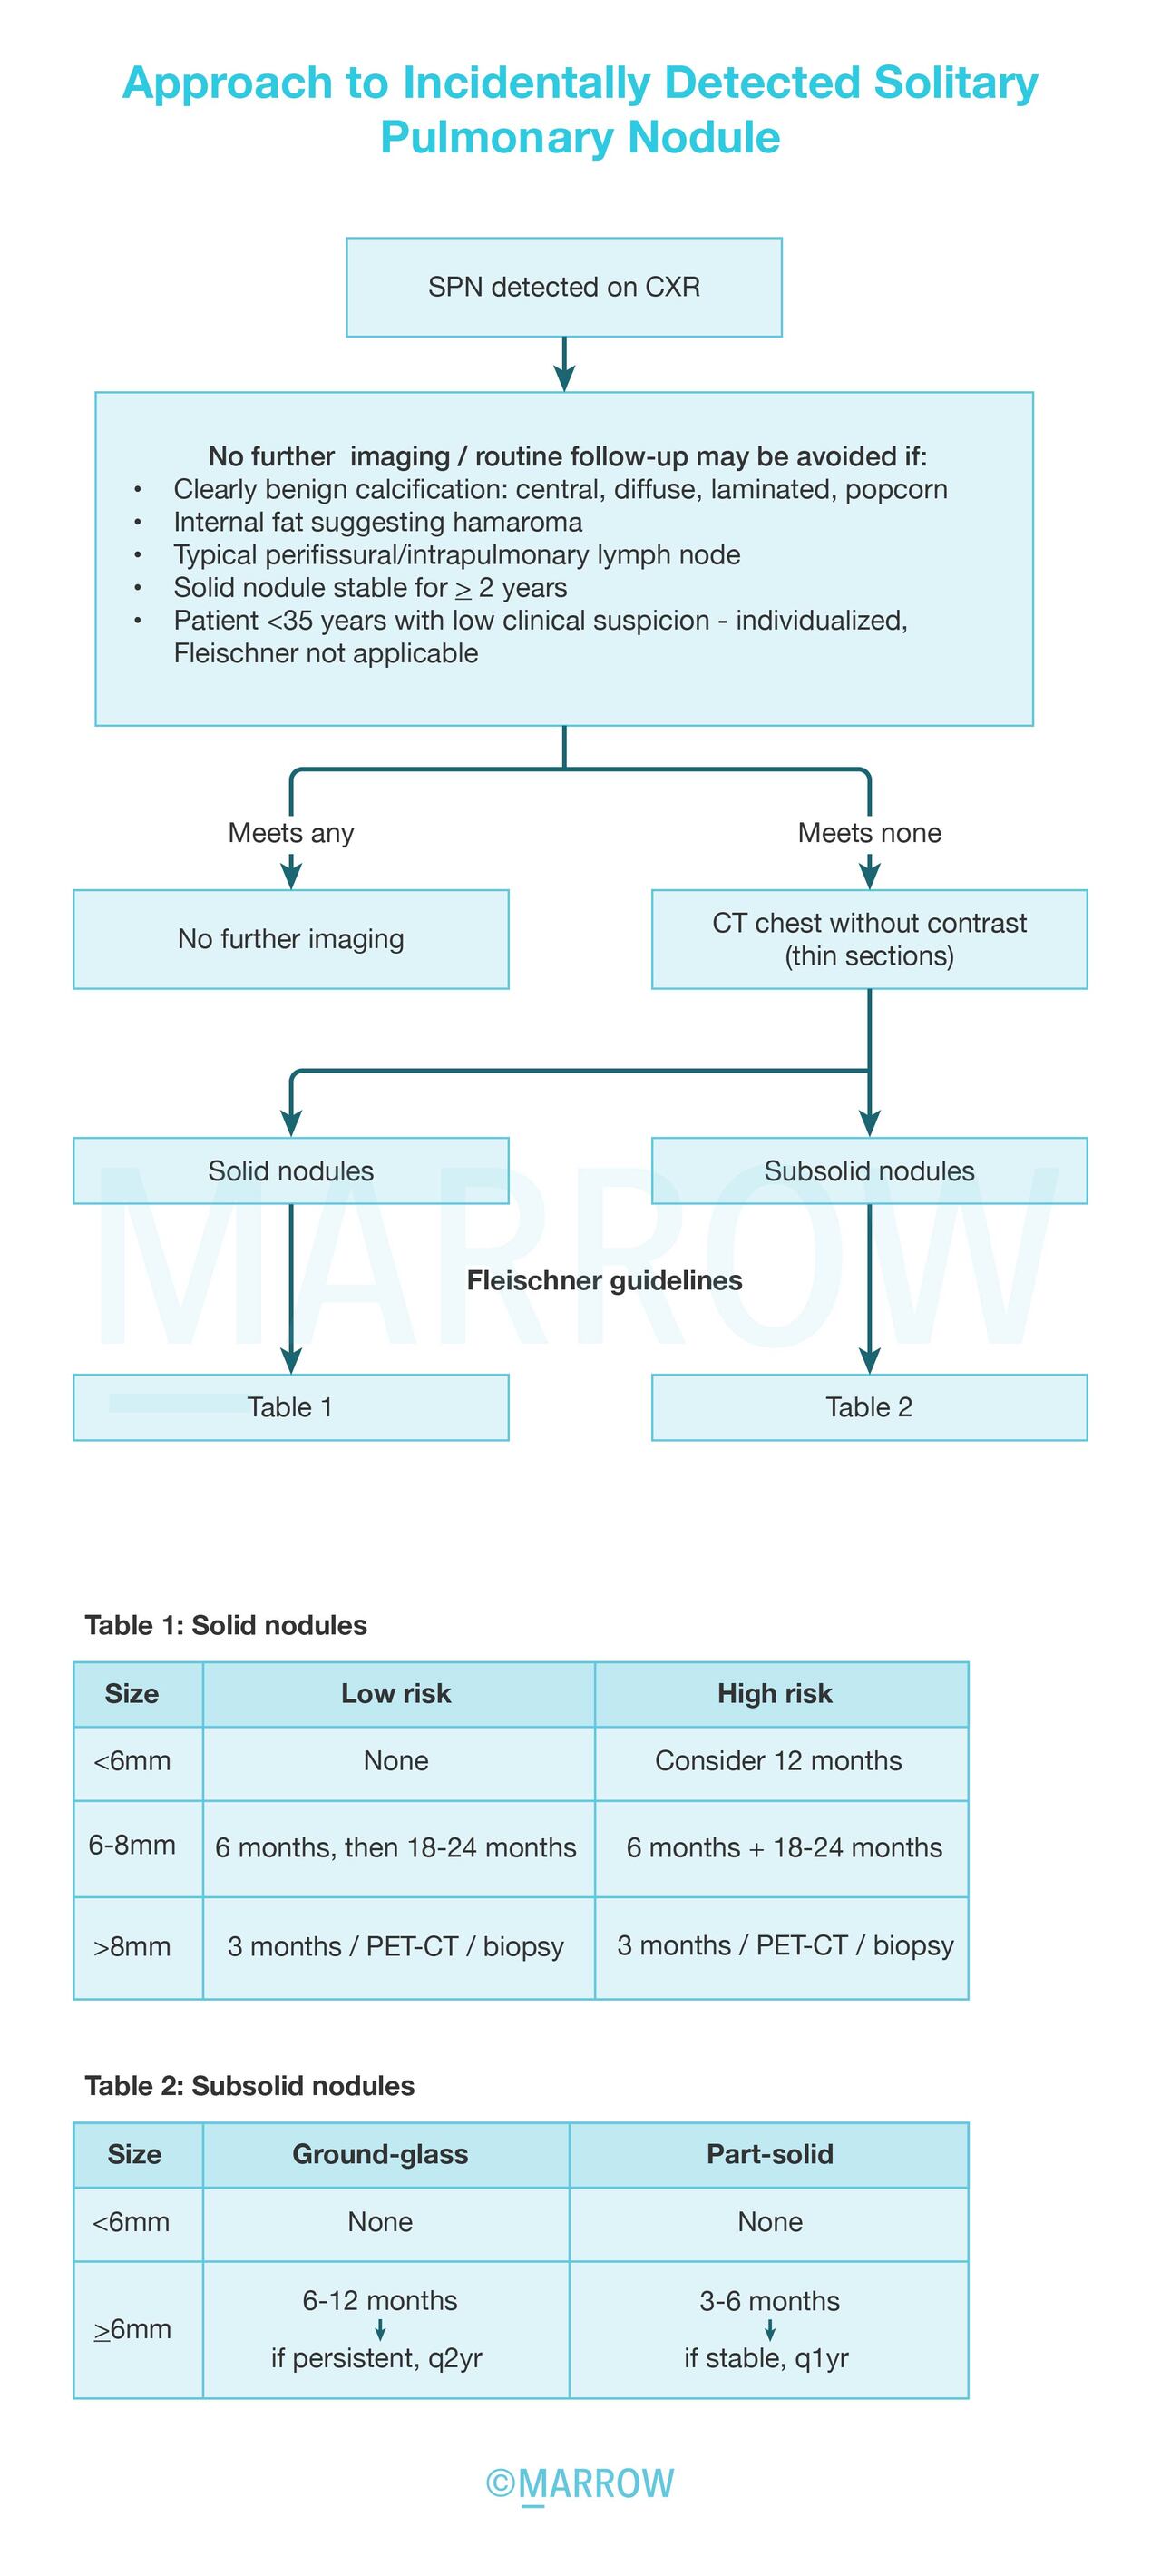 Approach to Incidentally Detected Solitary
Pulmonary Nodule
SPN detected on CXR
No further imaging / routine follow-up may be avoided if:
• Clearly benign calcification: central, diffuse, laminated, popcorn
• Internal fat suggesting hamaroma
• Typical perifissural/intrapulmonary lymph node
• Solid nodule stable for ≥ 2 years
• Patient <35 years with low clinical suspicion - individualized,
Fleischner not applicable
Meets any
Meets none
No further imaging
CT chest without contrast
(thin sections)
Solid nodules
Subsolid nodules
MARROW
Fleischner guidelines
Table 1
Table 2
Table 1: Solid nodules
Size Low risk High risk
<6mm None Consider 12 months
6-8mm 6 months, then 18-24 months 6 months + 18-24 months
>8mm 3 months / PET-CT / biopsy 3 months / PET-CT / biopsy
Table 2: Subsolid nodules
Size Ground-glass Part-solid
<6mm None None
≥6mm
6-12 months
if persistent, q2yr
3-6 months
if stable, q1yr
©MARROW